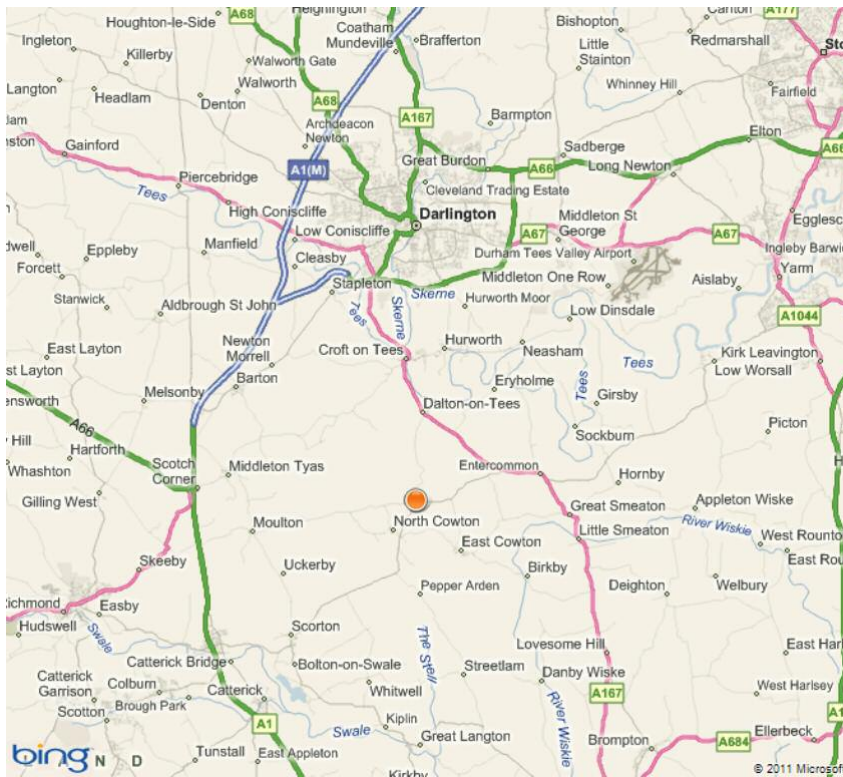 Houghton-le-Side
A68
Heighington
Coatham
Mundeville
Brafferton
Bishopton
Carlton
A177
Redmarshall
Ingleton
Killerby
Walworth Gate
Little
Stainton
Langton
Headlam
Walworth
Denton
A68
Whinney Hill
Fairfield
A167
Barmpton
Archdeacon
Newton
Elton
Gainford
Sadberge
Great Burdon
A66
Long Newton
A66
A1(M)
Piercebridge
Cleveland Trading Estate
Tees
High Coniscliffe
Darlington
Middleton St
George
A67
A67
Low Coniscliffe
Manfield
Eppleby
Cleasby
Durham Tees Valley Airport
Yarm
Forcett
Stapleton
Skerne
Middleton One Row
Aislaby
Stanwick
Aldbrough St John
Hurworth Moor
Tees
Skerne
Low Dinsdale
A1044
Newton
Morrell
Hurworth
Neasham
East Layton
Croft on Tees
Tees
Kirk Leavington
Low Worsall
Barton
Eryholme
Tees
Melsonby
Girsby
Dalton-on-Tees
A66
Picton
Sockburn
Hartforth
Whashton
Scotch
Corner
Middleton Tyas
Entercommon
Hornby
Gilling West
Great Smeaton
Appleton Wiske
Moulton
North Cowton
Little Smeaton
River Wiskie
East Cowton
Skeeby
Uckerby
Birkby
Pepper Arden
Deighton
Welbury
Richmond
Easby
Hudswell
Swale
Scorton
The Stell
Lovesome Hill
Catterick Bridge
Bolton-on-Swale
Streetlam
Danby Wiske
Catterick
Garrison
Colburn
Whitwell
West Harlsey
Brough Park
Catterick
A167
Scotton
A1
Swale
Kiplin
River Wiskie
Great Langton
Brompton
A684
Ellerbeck
bing
N D
Tunstall
East Appleton
Kirkby
© 2011 Microsoft